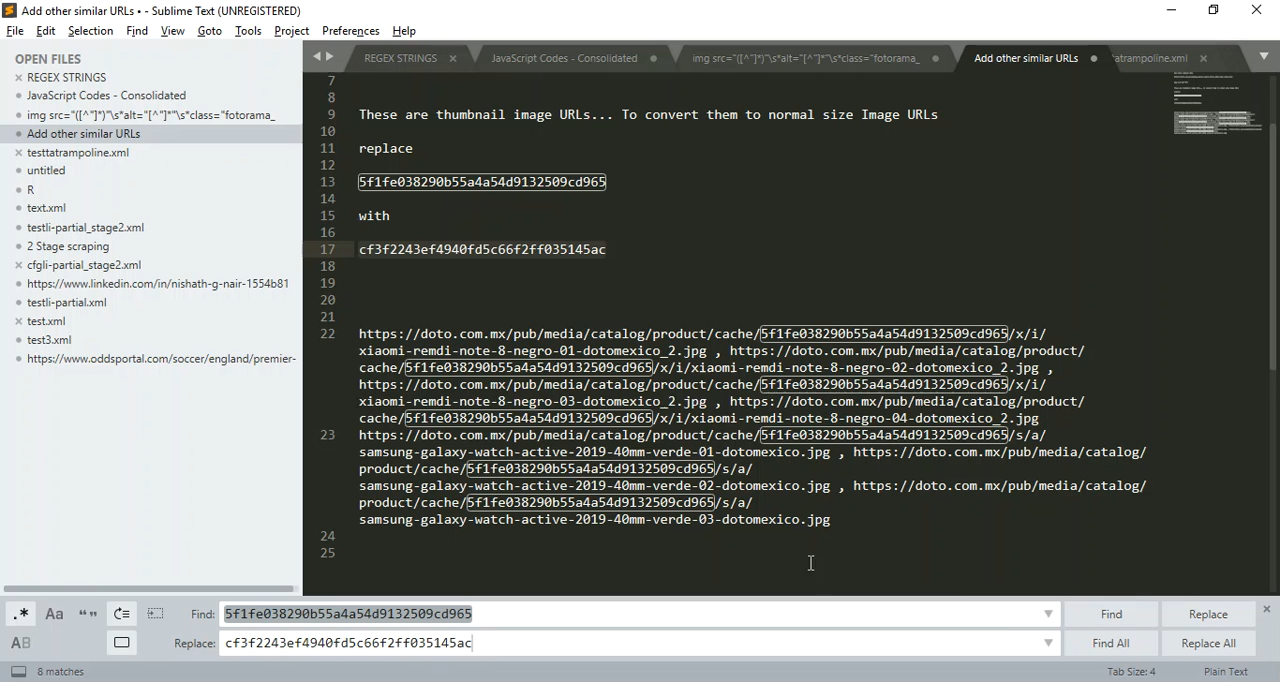 Add other similar URLs • - Sublime Text (UNREGISTERED)
File Edit Selection Find View Goto Tools Project Preferences Help
OPEN FILES
REGEX STRINGS
JavaScript Codes - Consolidated
img src="([^"]*)"\s*alt="[^"]*"\s*class="fotorama_
Add other similar URLs
testtatrampoline.xml
untitled
R
text.xml
testli-partial_stage2.xml
2 Stage scraping
cfgli-partial_stage2.xml
https://www.linkedin.com/in/nishath-g-nair-1554b81
testli-partial.xml
test.xml
test3.xml
https://www.oddsportal.com/soccer/england/premier-
REGEX STRINGS JavaScript Codes - Consolidated img src="([^"]*)"\s*alt="[^"]*"\s*class="fotorama_ Add other similar URLs tatrampoline.xml
7
8
9 These are thumbnail image URLs... To convert them to normal size Image URLs
10
11 replace
12
13 5f1fe038290b55a4a54d9132509cd965
14
15 with
16
17 cf3f2243ef4940fd5c66f2ff035145ac
18
19
20
21
22 https://doto.com.mx/pub/media/catalog/product/cache/5f1fe038290b55a4a54d9132509cd965/x/i/
xiaomi-remdi-note-8-negro-01-dotomexico_2.jpg , https://doto.com.mx/pub/media/catalog/product/
cache/5f1fe038290b55a4a54d9132509cd965/x/i/xiaomi-remdi-note-8-negro-02-dotomexico_2.jpg ,
https://doto.com.mx/pub/media/catalog/product/cache/5f1fe038290b55a4a54d9132509cd965/x/i/
xiaomi-remdi-note-8-negro-03-dotomexico_2.jpg , https://doto.com.mx/pub/media/catalog/product/
cache/5f1fe038290b55a4a54d9132509cd965/x/i/xiaomi-remdi-note-8-negro-04-dotomexico_2.jpg
23 https://doto.com.mx/pub/media/catalog/product/cache/5f1fe038290b55a4a54d9132509cd965/s/a/
samsung-galaxy-watch-active-2019-40mm-verde-01-dotomexico.jpg , https://doto.com.mx/pub/media/catalog/
product/cache/5f1fe038290b55a4a54d9132509cd965/s/a/
samsung-galaxy-watch-active-2019-40mm-verde-02-dotomexico.jpg , https://doto.com.mx/pub/media/catalog/
product/cache/5f1fe038290b55a4a54d9132509cd965/s/a/
samsung-galaxy-watch-active-2019-40mm-verde-03-dotomexico.jpg
24
25
.* Aa “” Find: 5f1fe038290b55a4a54d9132509cd965 Find Replace
AB Replace: cf3f2243ef4940fd5c66f2ff035145ac Find All Replace All
8 matches Tab Size: 4 Plain Text